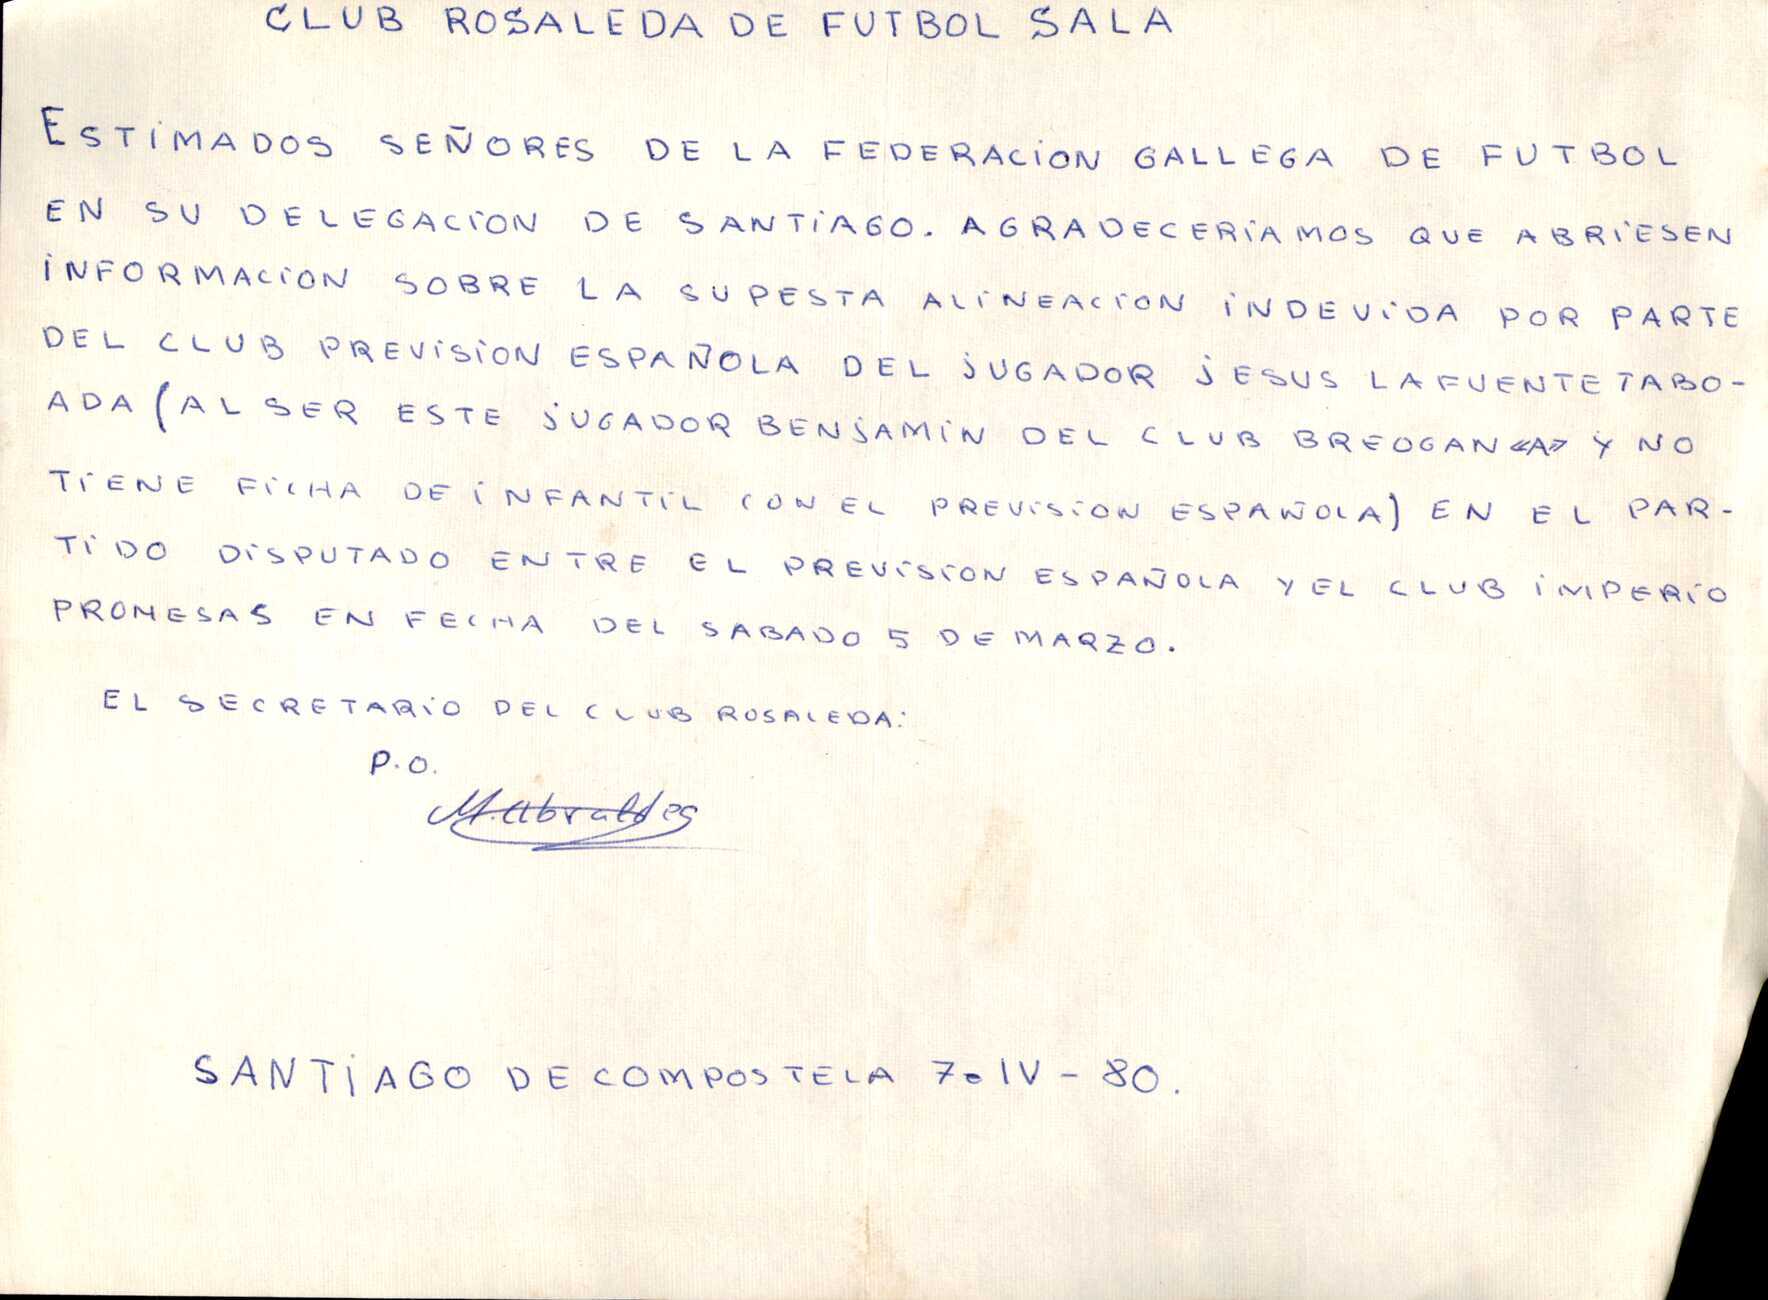 CLUB ROSALEDA DE FUTBOL SALA
ESTIMADOS SEÑORES DE LA FEDERACION GALLEGA DE FUTBOL
EN SU DELEGACION DE SANTIAGO. AGRADECERIAMOS QUE ABRIESEN
INFORMACION SOBRE LA SUPESTA ALINEACION INDEVIDA POR PARTE
DEL CLUB PREVISION ESPAÑOLA DEL JUGADOR JESUS LAFUENTE TABO-
ADA (AL SER ESTE JUGADOR BENJAMIN DEL CLUB BREOGAN «A» Y NO
TIENE FICHA DE INFANTIL CON EL PREVISION ESPAÑOLA) EN EL PAR-
TIDO DISPUTADO ENTRE EL PREVISION ESPAÑOLA Y EL CLUB IMPERIO
PROMESAS EN FECHA DEL SABADO 5 DE MARZO.
EL SECRETARIO DEL CLUB ROSALEDA:
P.O.
M. Abraldes
SANTIAGO DE COMPOSTELA 7-IV-80.